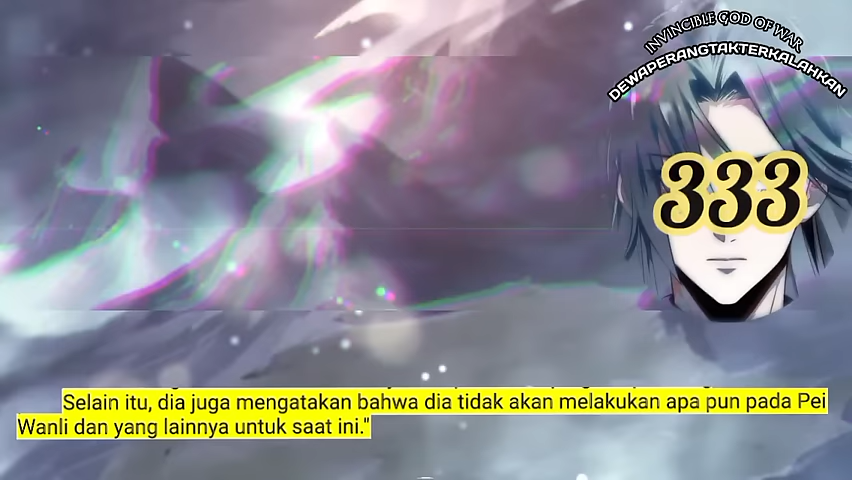 INVINCIBLE GOD OF WAR
DEWAPERANGTAKTERKALAHKAN
333
Selain itu, dia juga mengatakan bahwa dia tidak akan melakukan apa pun pada Pei
Wanli dan yang lainnya untuk saat ini."